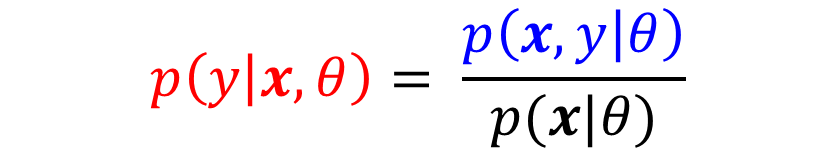 p(y|x, θ) = p(x, y|θ) / p(x|θ)